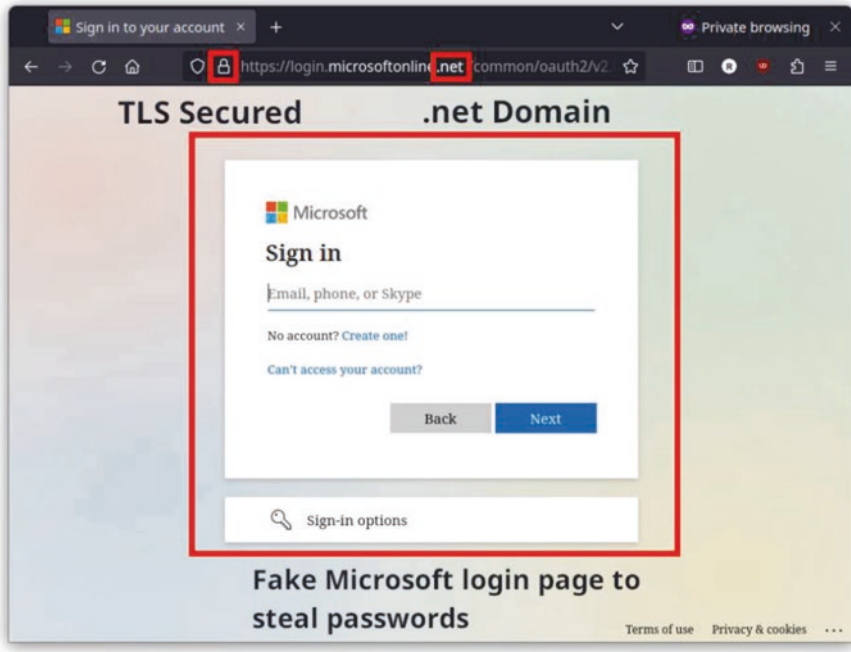 Sign in to your account
Private browsing
https://login.microsoftonline.net/common/oauth2/v2.
TLS Secured
.net Domain
Microsoft
Sign in
Email, phone, or Skype
No account? Create one!
Can't access your account?
Back
Next
Sign-in options
Fake Microsoft login page to
steal passwords
Terms of use
Privacy & cookies